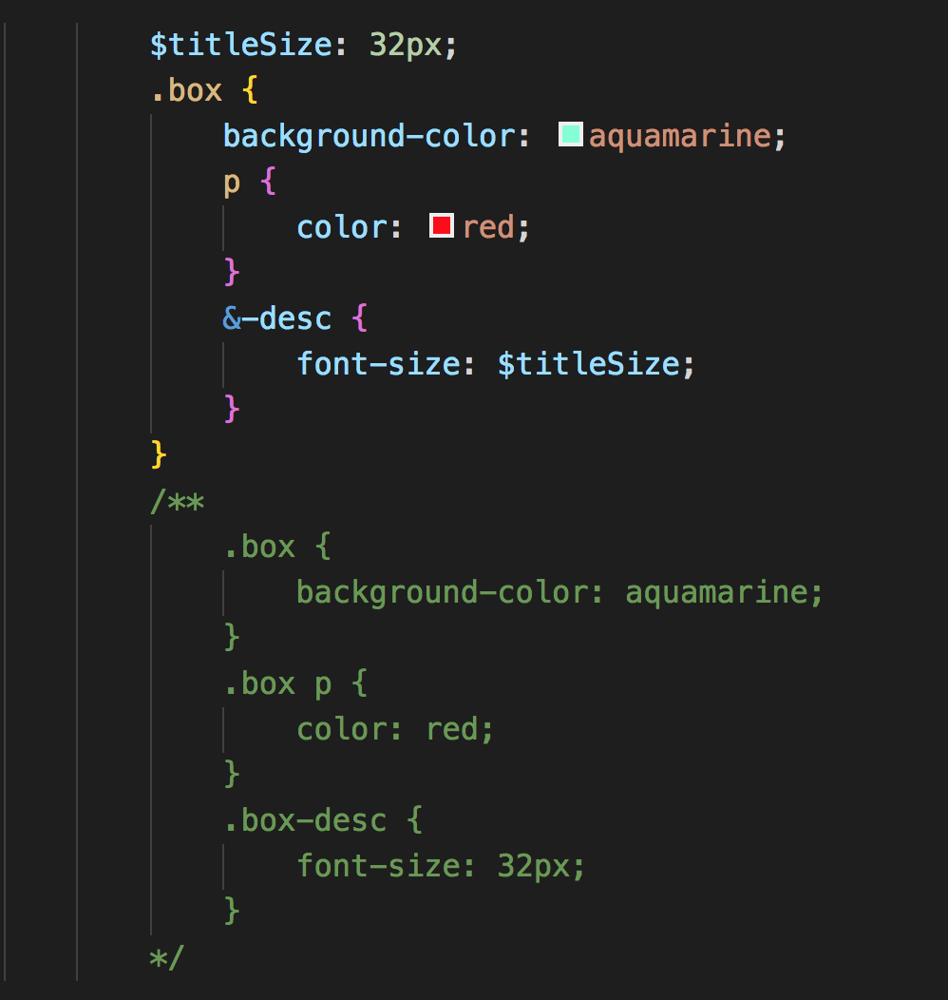 $titleSize: 32px;
.box {
    background-color: aquamarine;
    p {
        color: red;
    }
    &-desc {
        font-size: $titleSize;
    }
}
/**
    .box {
        background-color: aquamarine;
    }
    .box p {
        color: red;
    }
    .box-desc {
        font-size: 32px;
    }
*/